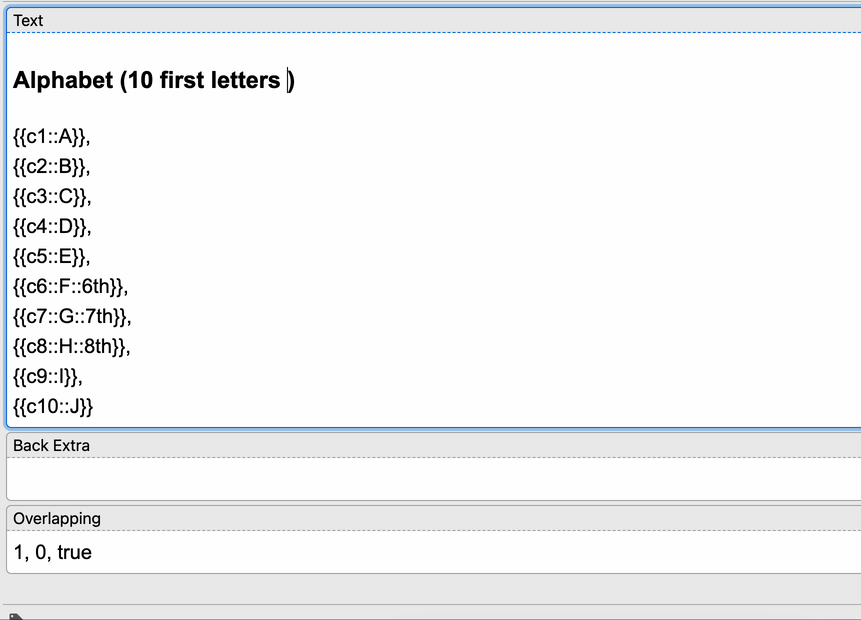 Text
Alphabet (10 first letters )
{{c1::A}},
{{c2::B}},
{{c3::C}},
{{c4::D}},
{{c5::E}},
{{c6::F::6th}},
{{c7::G::7th}},
{{c8::H::8th}},
{{c9::I}},
{{c10::J}}
Back Extra
Overlapping
1, 0, true